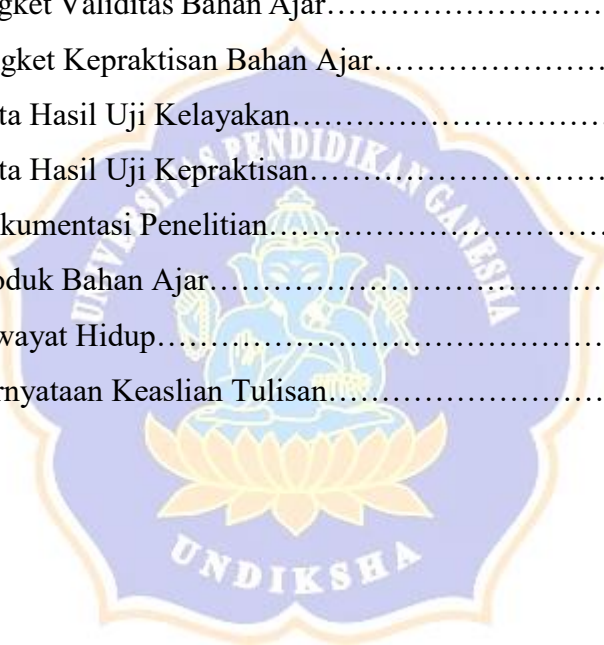 gket Validitas Bahan Ajar……………………………
gket Kepraktisan Bahan Ajar………………………
ta Hasil Uji Kelayakan………………………………
ta Hasil Uji Kepraktisan……………………………
kumentasi Penelitian…………………………………
oduk Bahan Ajar………………………………………
wayat Hidup……………………………………………
rnyataan Keaslian Tulisan…………………………
UNIVERSITAS PENDIDIKAN GANESHA
UNDIKSHA